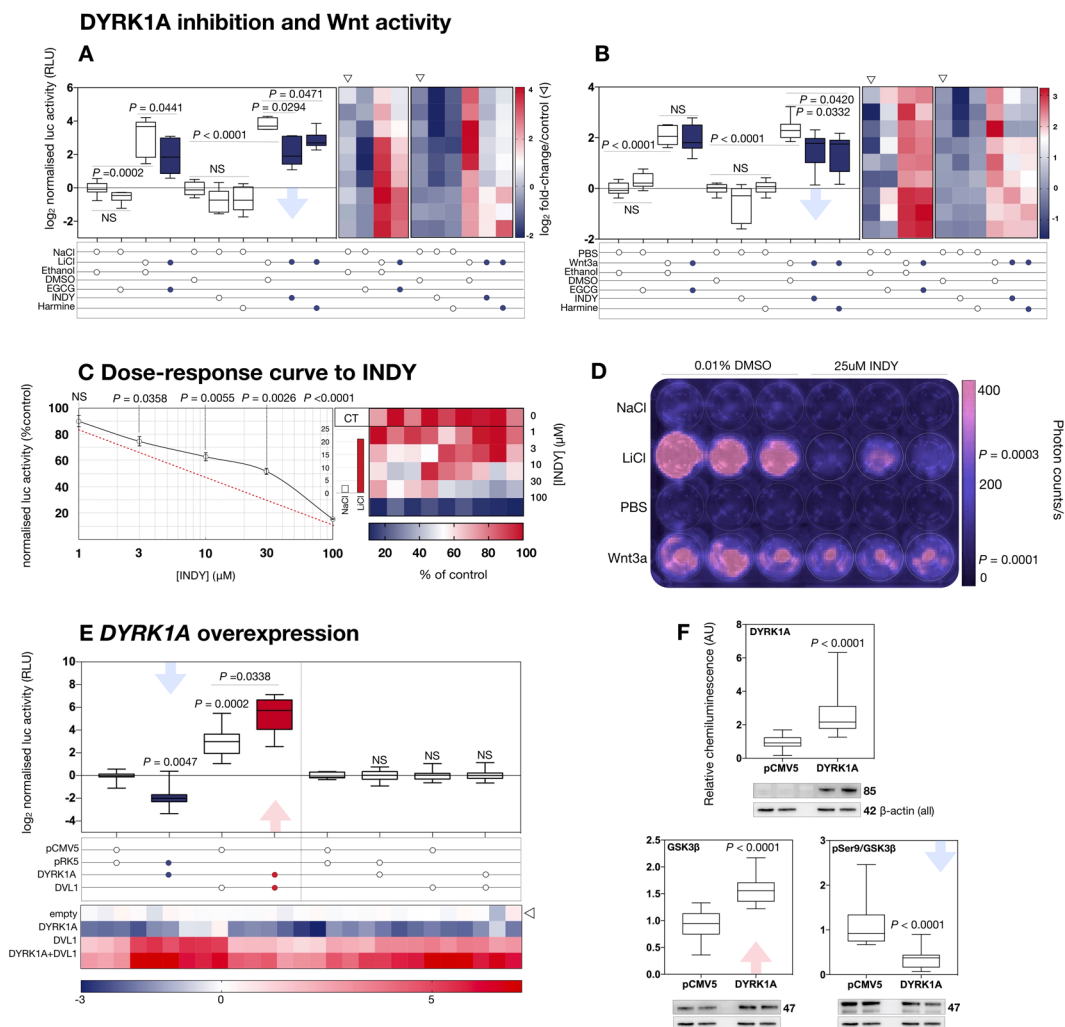 DYRK1A inhibition and Wnt activity
A
log2 normalised luc activity (RLU)
6
4
2
0
-2
P = 0.0441
P =0.0002
NS
P < 0.0001
NS
P = 0.0471
P =0.0294
4
2
0
-2
log2 fold-change/control (◁)
NaCl
LiCl
Ethanol
DMSO
EGCG
INDY
Harmine
B
6
4
2
0
-2
NS
P < 0.0001
NS
P < 0.0001
NS
P = 0.0420
P = 0.0332
3
2
1
0
-1
PBS
Wnt3a
Ethanol
DMSO
EGCG
INDY
Harmine
C Dose-response curve to INDY
NS
P = 0.0358
P = 0.0055
P = 0.0026
P <0.0001
normalised luc activity (%control)
100
80
60
40
20
1
3
10
30
100
[INDY] (µM)
CT
25
20
15
10
5
0
NaCl
LiCl
0
1
3
10
30
100
[INDY] (µM)
20
40
60
80
100
% of control
D
0.01% DMSO
25uM INDY
NaCl
LiCl
PBS
Wnt3a
400
P = 0.0003
200
P = 0.0001
0
Photon counts/s
E DYRK1A overexpression
log2 normalised luc activity (RLU)
10
8
6
4
2
0
-2
-4
P = 0.0047
P = 0.0002
P =0.0338
NS
NS
NS
pCMV5
pRK5
DYRK1A
DVL1
empty
DYRK1A
DVL1
DYRK1A+DVL1
-3
0
5
F
Relative chemiluminescence (AU)
DYRK1A
8
6
4
2
0
P < 0.0001
pCMV5
DYRK1A
85
42 β-actin (all)
GSK3β
2.5
2.0
1.5
1.0
0.5
0.0
P < 0.0001
pCMV5
DYRK1A
47
pSer9/GSK3β
3
2
1
0
P < 0.0001
pCMV5
DYRK1A
47